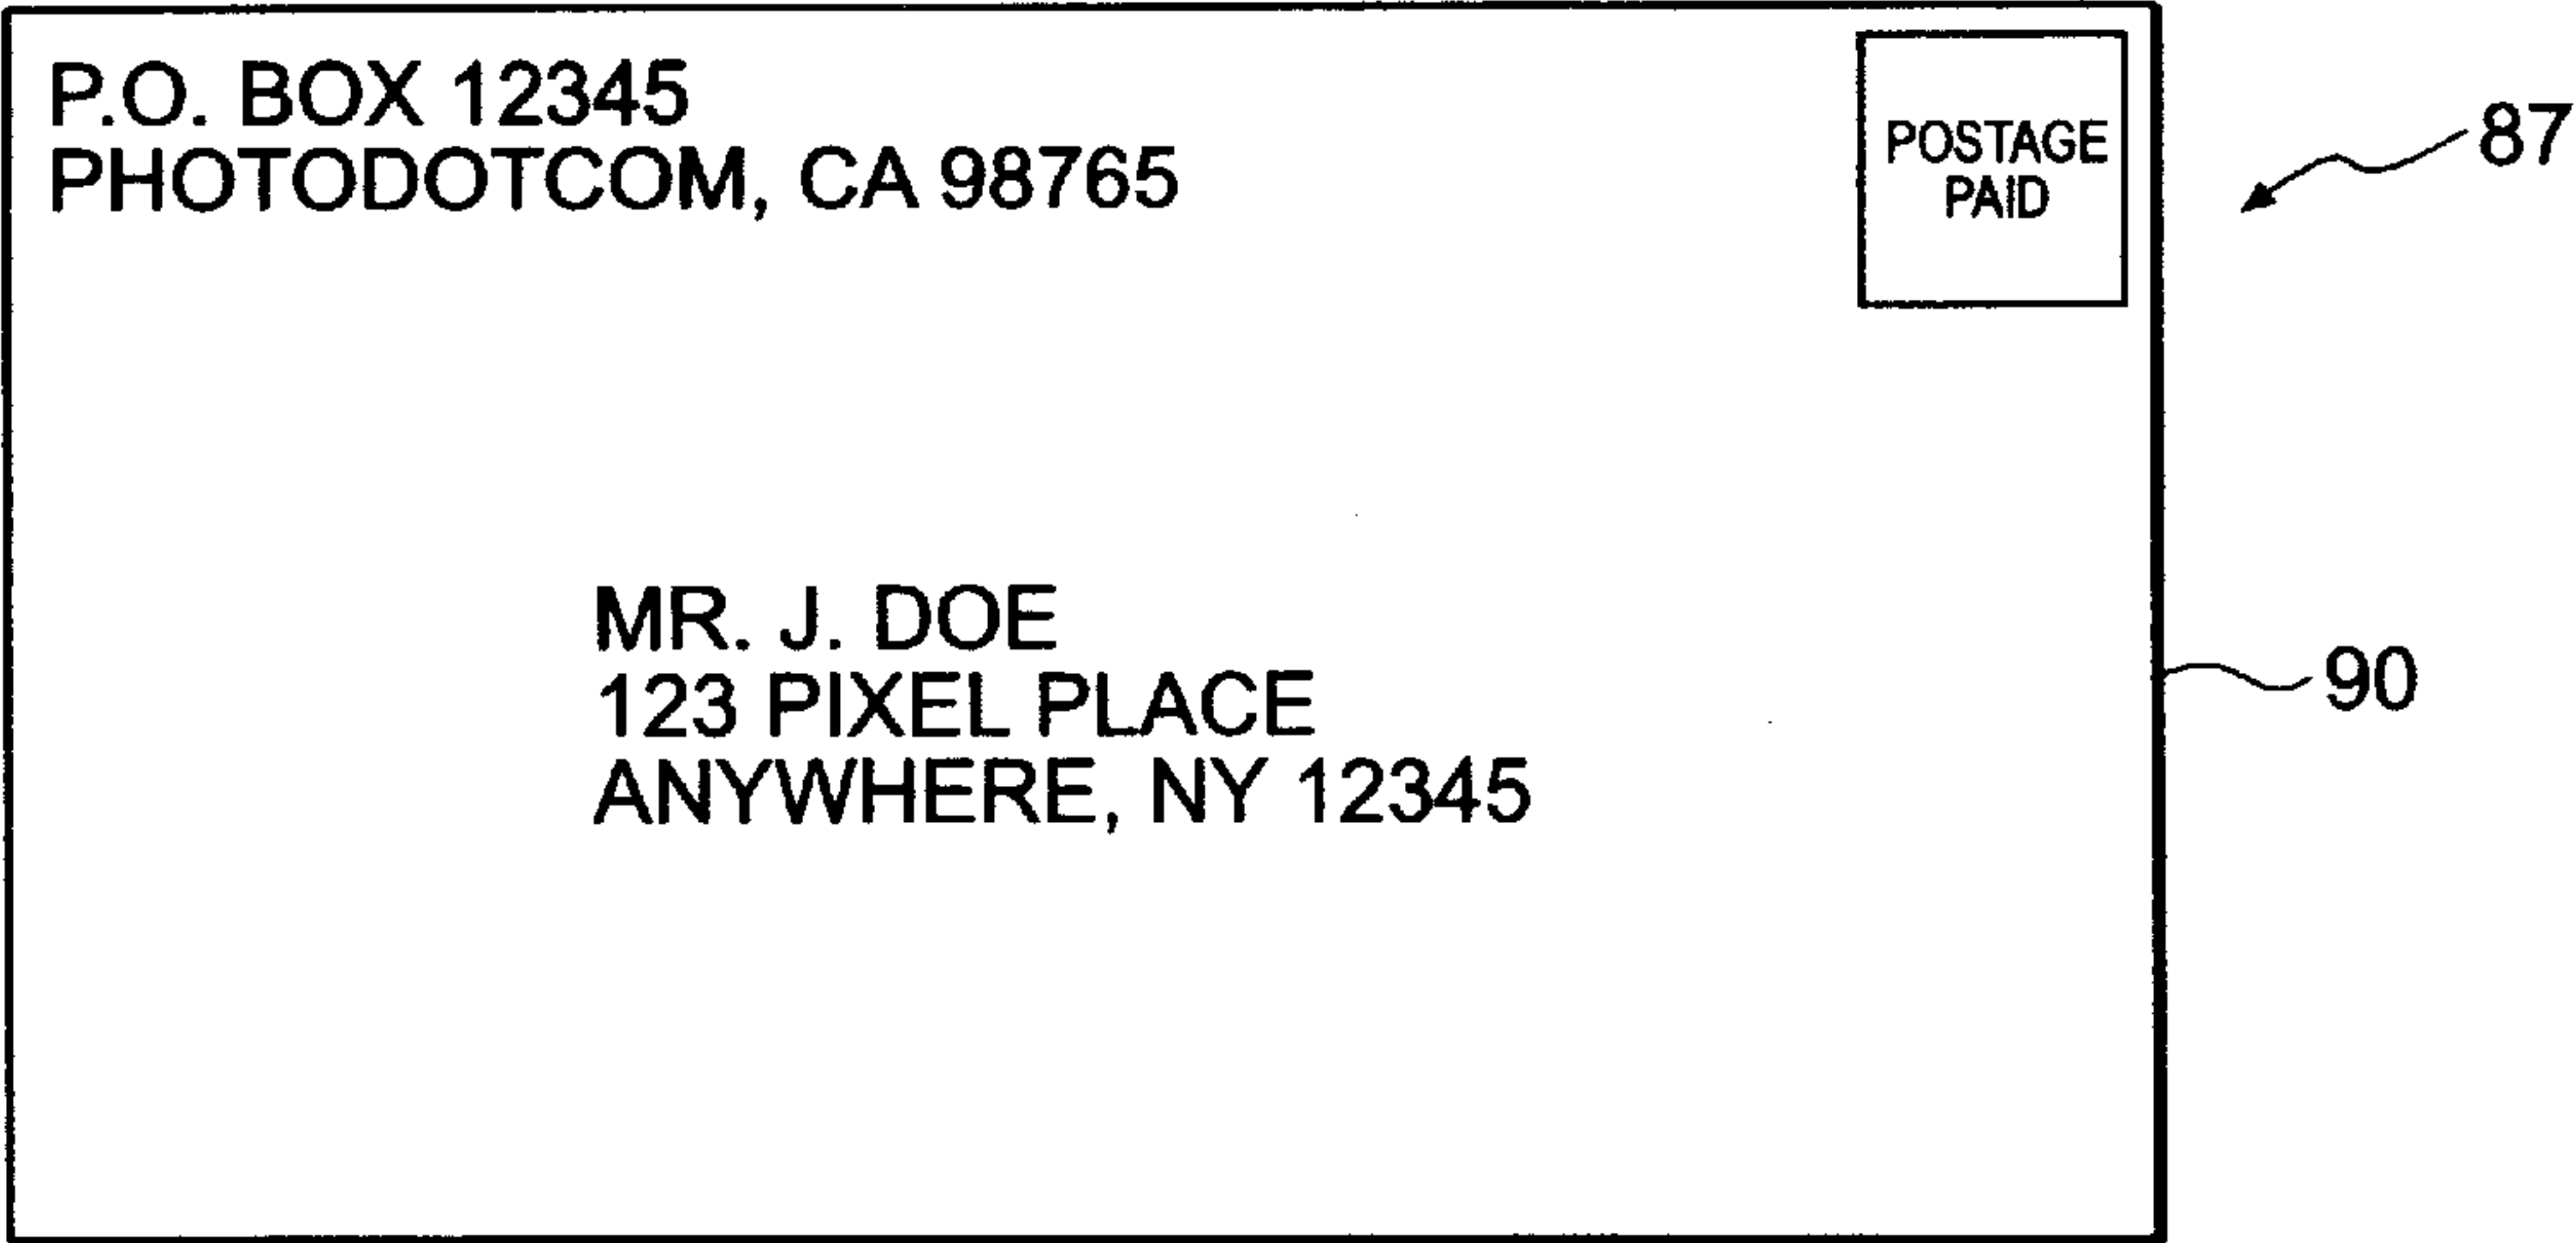 P.O. BOX 12345
PHOTODOTCOM, CA 98765
POSTAGE
PAID
87
MR. J. DOE
123 PIXEL PLACE
ANYWHERE, NY 12345
90